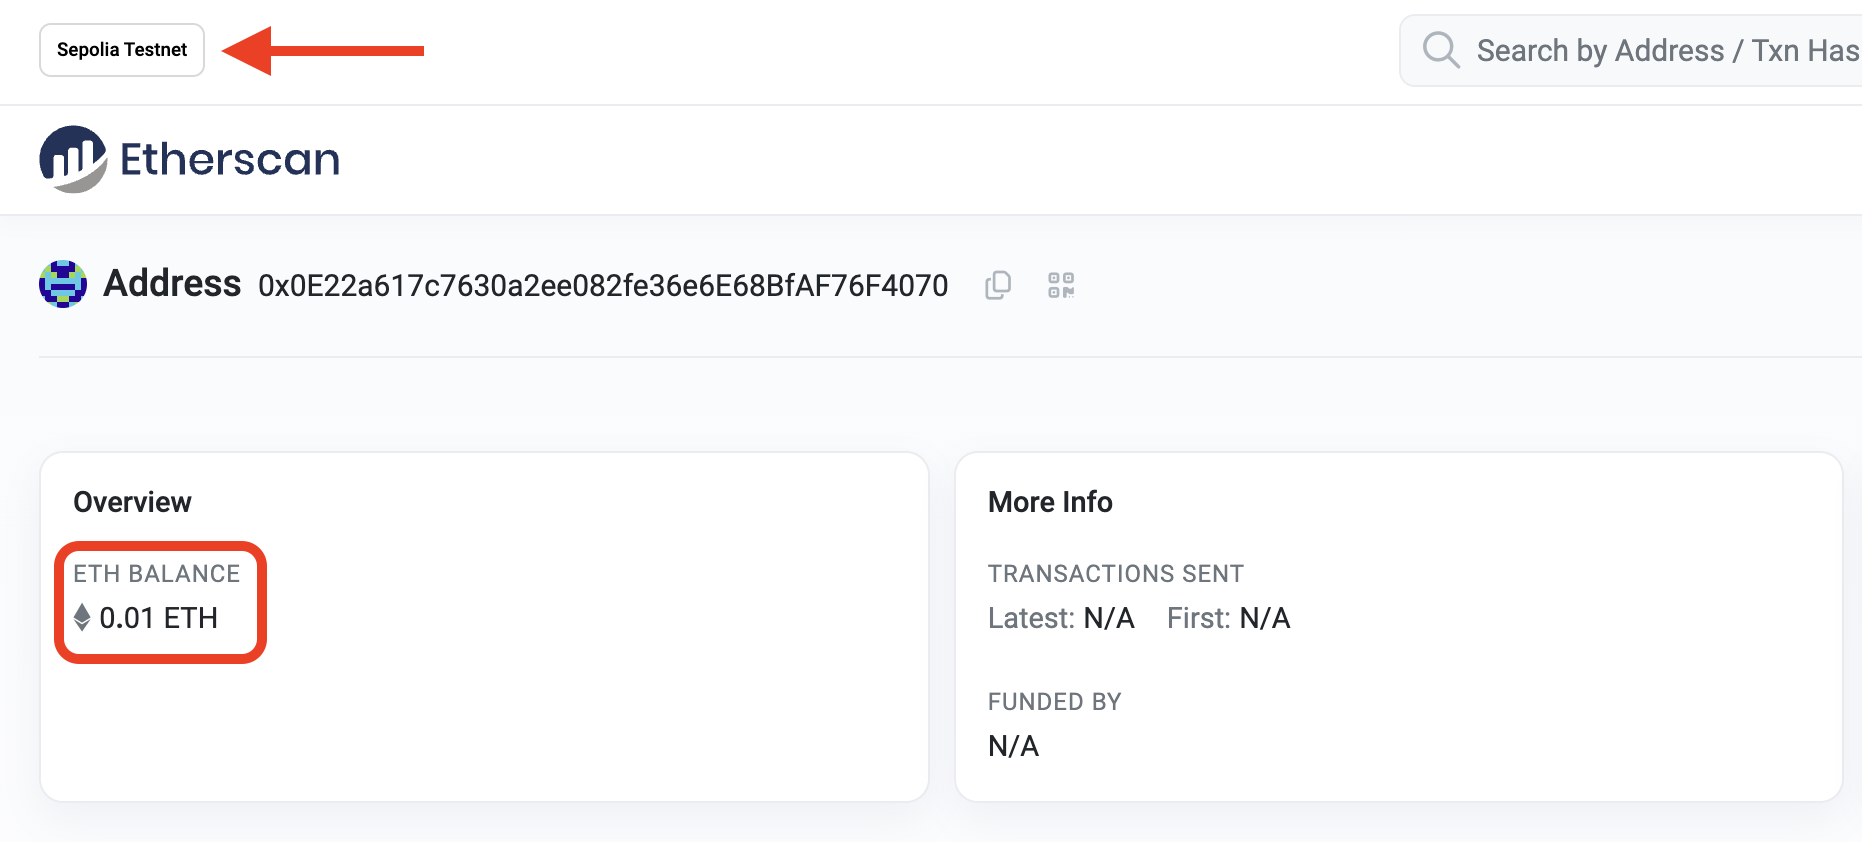 Sepolia Testnet
Search by Address / Txn Has
Etherscan
Address 0x0E22a617c7630a2ee082fe36e6E68BfAF76F4070
Overview
ETH BALANCE
0.01 ETH
More Info
TRANSACTIONS SENT
Latest: N/A First: N/A
FUNDED BY
N/A